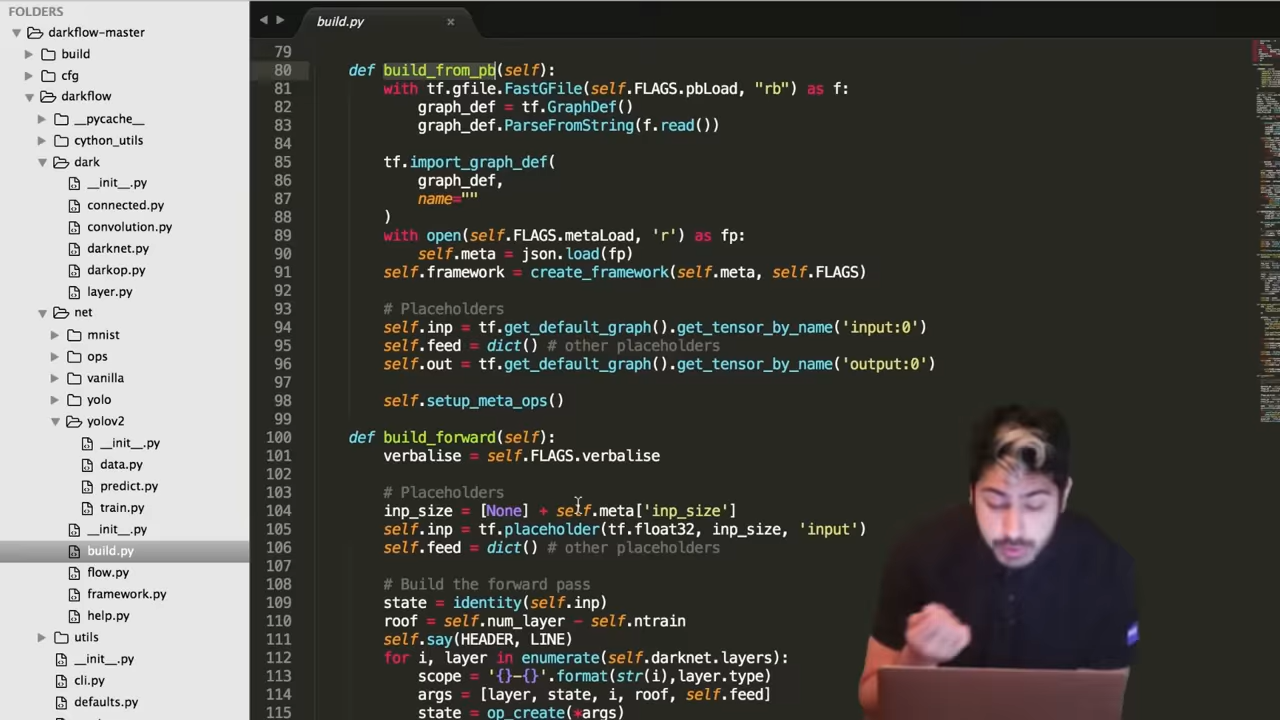 FOLDERS
darkflow-master
build
cfg
darkflow
__pycache__
cython_utils
dark
__init__.py
connected.py
convolution.py
darknet.py
darkop.py
layer.py
net
mnist
ops
vanilla
yolo
yolov2
__init__.py
data.py
predict.py
train.py
__init__.py
build.py
flow.py
framework.py
help.py
utils
__init__.py
cli.py
defaults.py
build.py
79
80 def build_from_pb(self):
81 with tf.gfile.FastGFile(self.FLAGS.pbLoad, "rb") as f:
82 graph_def = tf.GraphDef()
83 graph_def.ParseFromString(f.read())
84
85 tf.import_graph_def(
86 graph_def,
87 name=""
88 )
89 with open(self.FLAGS.metaLoad, 'r') as fp:
90 self.meta = json.load(fp)
91 self.framework = create_framework(self.meta, self.FLAGS)
92
93 # Placeholders
94 self.inp = tf.get_default_graph().get_tensor_by_name('input:0')
95 self.feed = dict() # other placeholders
96 self.out = tf.get_default_graph().get_tensor_by_name('output:0')
97
98 self.setup_meta_ops()
99
100 def build_forward(self):
101 verbalise = self.FLAGS.verbalise
102
103 # Placeholders
104 inp_size = [None] + self.meta['inp_size']
105 self.inp = tf.placeholder(tf.float32, inp_size, 'input')
106 self.feed = dict() # other placeholders
107
108 # Build the forward pass
109 state = identity(self.inp)
110 roof = self.num_layer - self.ntrain
111 self.say(HEADER, LINE)
112 for i, layer in enumerate(self.darknet.layers):
113 scope = '{}-{}'.format(str(i),layer.type)
114 args = [layer, state, i, roof, self.feed]
115 state = op_create(*args)